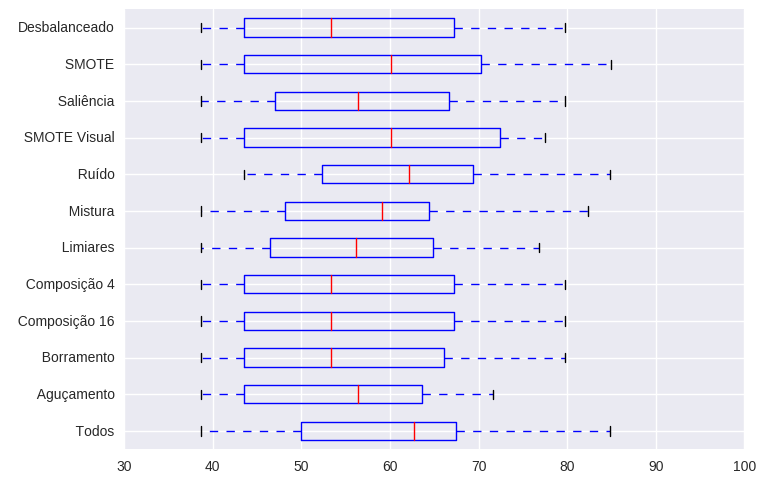 Desbalanceado
SMOTE
Saliência
SMOTE Visual
Ruído
Mistura
Limiares
Composição 4
Composição 16
Borramento
Aguçamento
Todos
30 40 50 60 70 80 90 100